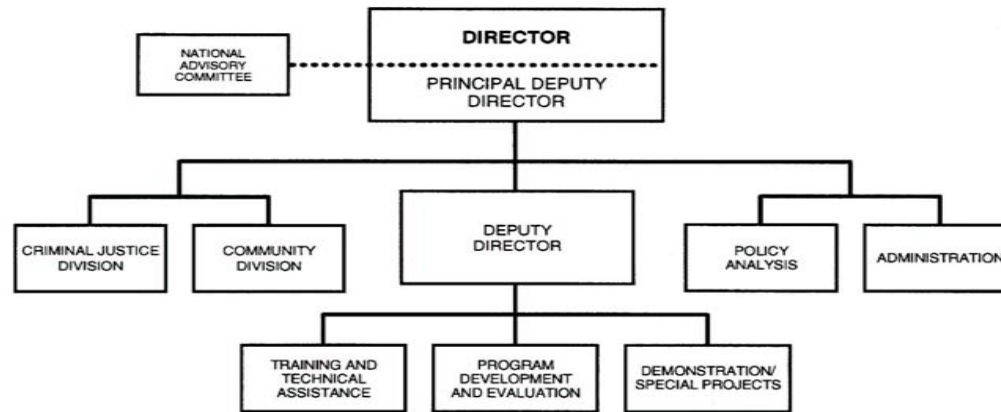 DIRECTOR
NATIONAL
ADVISORY
COMMITTEE
PRINCIPAL DEPUTY
DIRECTOR
CRIMINAL JUSTICE
DIVISION
COMMUNITY
DIVISION
DEPUTY
DIRECTOR
POLICY
ANALYSIS
ADMINISTRATION
TRAINING AND
TECHNICAL
ASSISTANCE
PROGRAM
DEVELOPMENT
AND EVALUATION
DEMONSTRATION/
SPECIAL PROJECTS